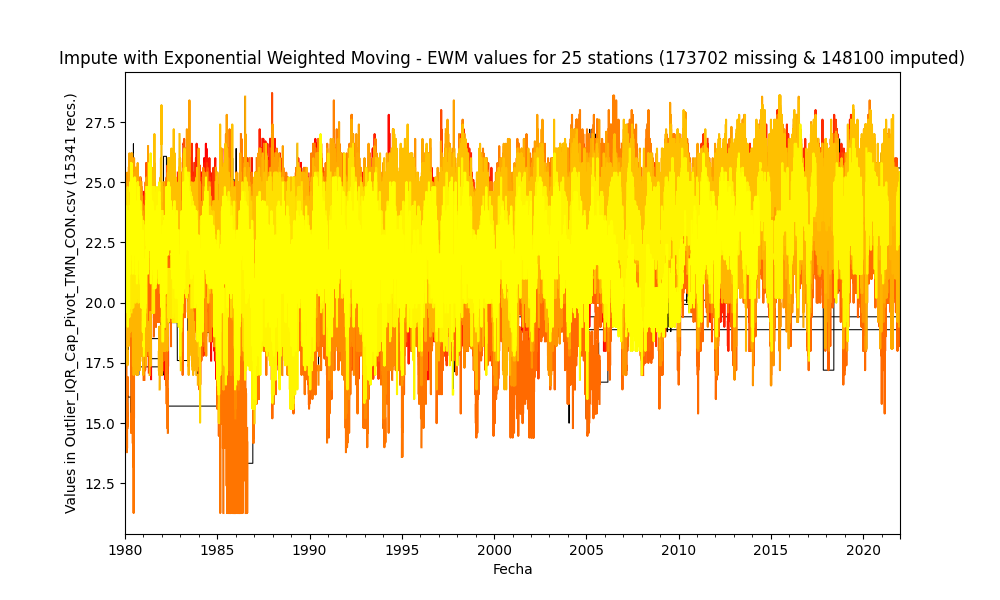 Impute with Exponential Weighted Moving - EWM values for 25 stations (173702 missing & 148100 imputed)
Values in Outlier_IQR_Cap_Pivot_TMN_CON.csv (15341 recs.)
27.5
25.0
22.5
20.0
17.5
15.0
12.5
1980 1985 1990 1995 2000 2005 2010 2015 2020
Fecha